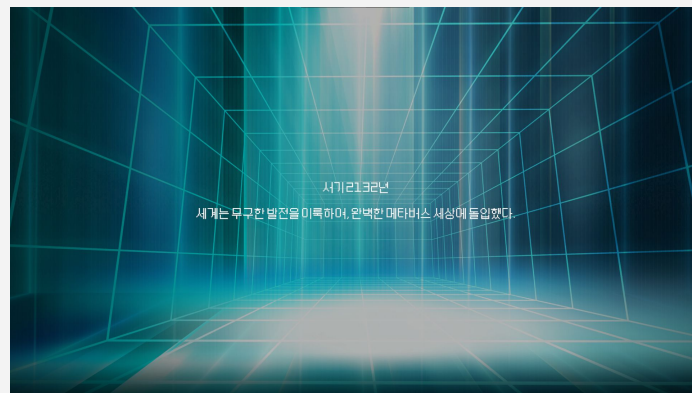 서기 2132년
세계는 무구한 발전을 이룩하여, 완벽한 메타버스 세상에 돌입했다.